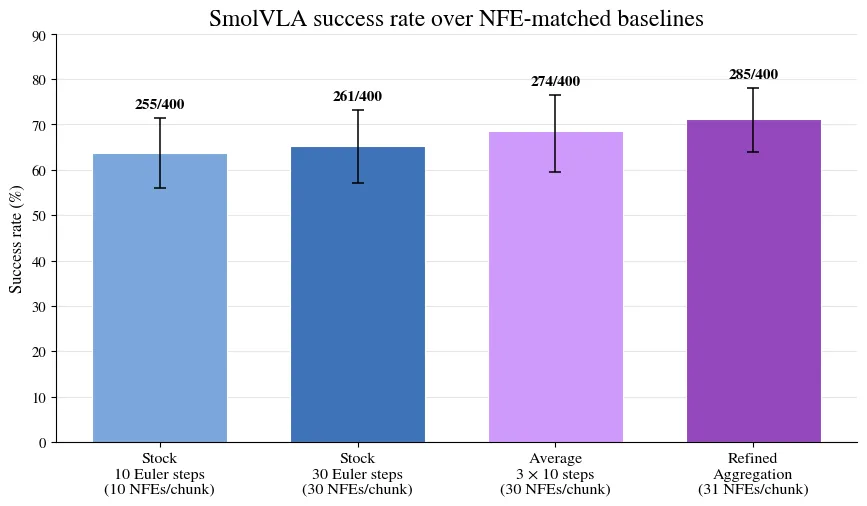 SmolVLA success rate over NFE-matched baselines
Success rate (%)
90
80
70
60
50
40
30
20
10
0
255/400
261/400
274/400
285/400
Stock
10 Euler steps
(10 NFEs/chunk)
Stock
30 Euler steps
(30 NFEs/chunk)
Average
3 × 10 steps
(30 NFEs/chunk)
Refined
Aggregation
(31 NFEs/chunk)